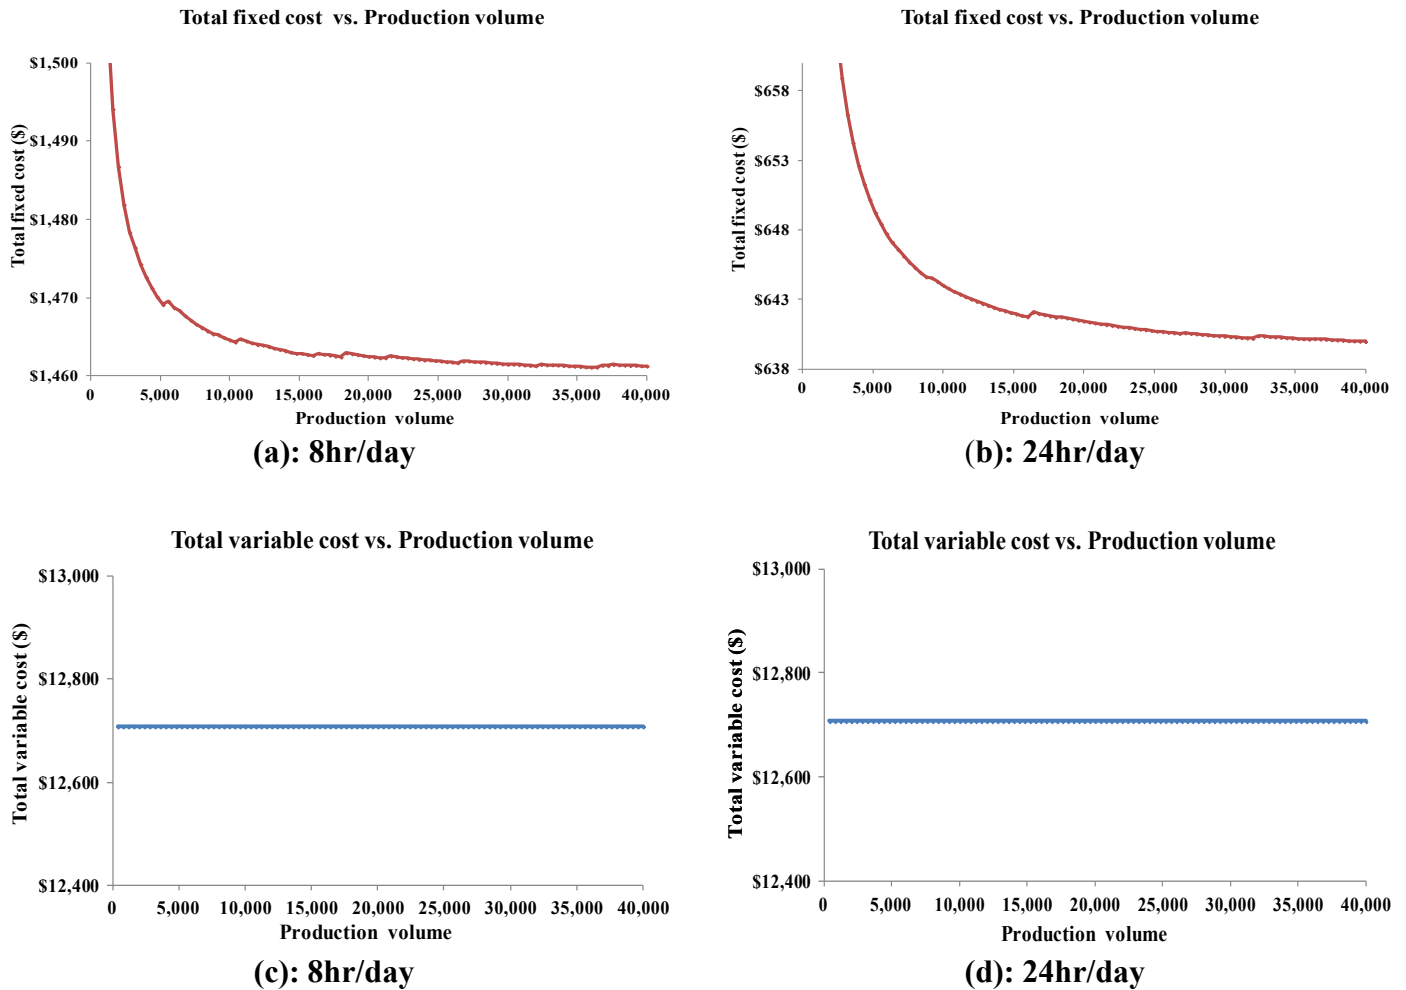 Total fixed cost vs. Production volume
$1,500
$1,490
$1,480
$1,470
$1,460
Total fixed cost ($)
0 5,000 10,000 15,000 20,000 25,000 30,000 35,000 40,000
Production volume
(a): 8hr/day
Total fixed cost vs. Production volume
$658
$653
$648
$643
$638
Total fixed cost ($)
0 5,000 10,000 15,000 20,000 25,000 30,000 35,000 40,000
Production volume
(b): 24hr/day
Total variable cost vs. Production volume
$13,000
$12,800
$12,600
$12,400
Total variable cost ($)
0 5,000 10,000 15,000 20,000 25,000 30,000 35,000 40,000
Production volume
(c): 8hr/day
Total variable cost vs. Production volume
$13,000
$12,800
$12,600
$12,400
Total variable cost ($)
0 5,000 10,000 15,000 20,000 25,000 30,000 35,000 40,000
Production volume
(d): 24hr/day